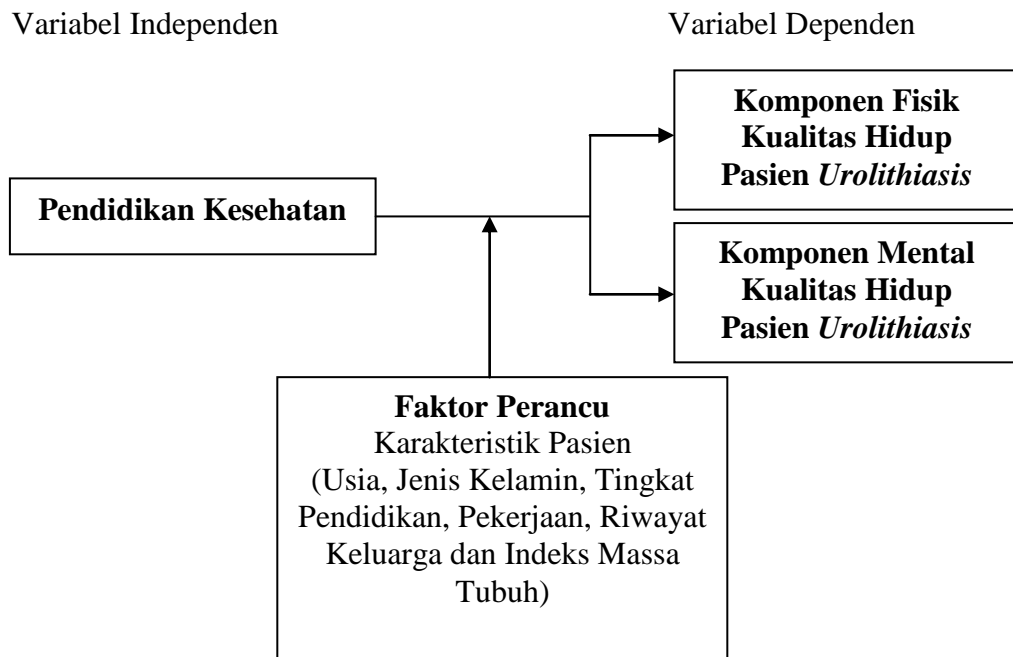 Variabel Independen
Variabel Dependen
Komponen Fisik
Kualitas Hidup
Pasien Urolithiasis
Pendidikan Kesehatan
Komponen Mental
Kualitas Hidup
Pasien Urolithiasis
Faktor Perancu
Karakteristik Pasien
(Usia, Jenis Kelamin, Tingkat
Pendidikan, Pekerjaan, Riwayat
Keluarga dan Indeks Massa
Tubuh)